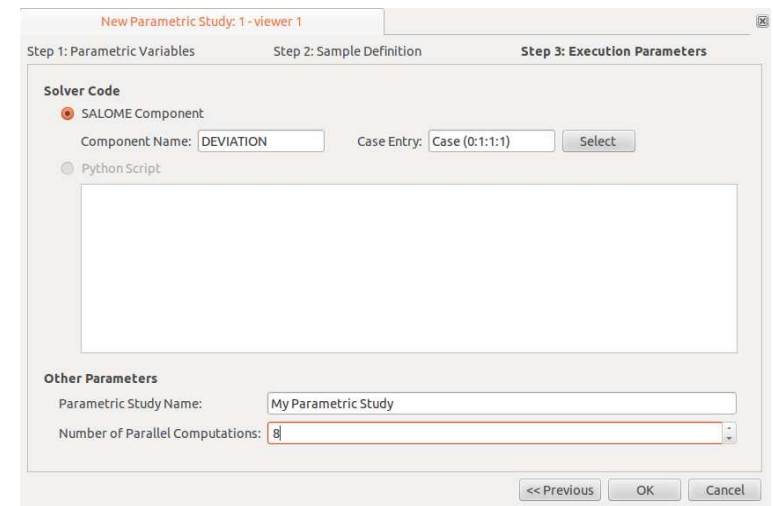 New Parametric Study: 1 - viewer 1
Step 1: Parametric Variables Step 2: Sample Definition Step 3: Execution Parameters
Solver Code
SALOME Component
Component Name: DEVIATION Case Entry: Case (0:1:1:1) Select
Python Script
Other Parameters
Parametric Study Name: My Parametric Study
Number of Parallel Computations: 8
<< Previous OK Cancel